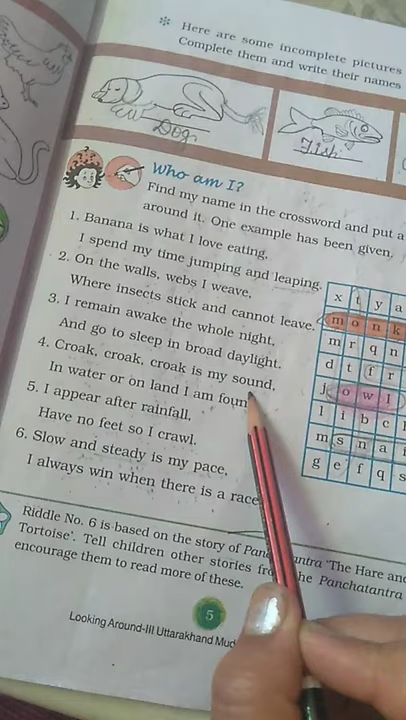 * Here are some incomplete pictures
Complete them and write their names
Dog
Fish
Who am I?
Find my name in the crossword and put a
around it. One example has been given.
1. Banana is what I love eating,
I spend my time jumping and leaping.
2. On the walls, webs I weave,
Where insects stick and cannot leave.
3. I remain awake the whole night,
And go to sleep in broad daylight.
4. Croak, croak, croak is my sound,
In water or on land I am foun
5. I appear after rainfall,
Have no feet so I crawl.
6. Slow and steady is my pace,
I always win when there is a race
x t y a
m o n k
m r q n
d t f r
j o w l
l i b c l
m s n a i
g e f q s
Riddle No. 6 is based on the story of Pan antra 'The Hare and
Tortoise'. Tell children other stories fr the Panchatantra
encourage them to read more of these.
5
Looking Around-III Uttarakhand Mud